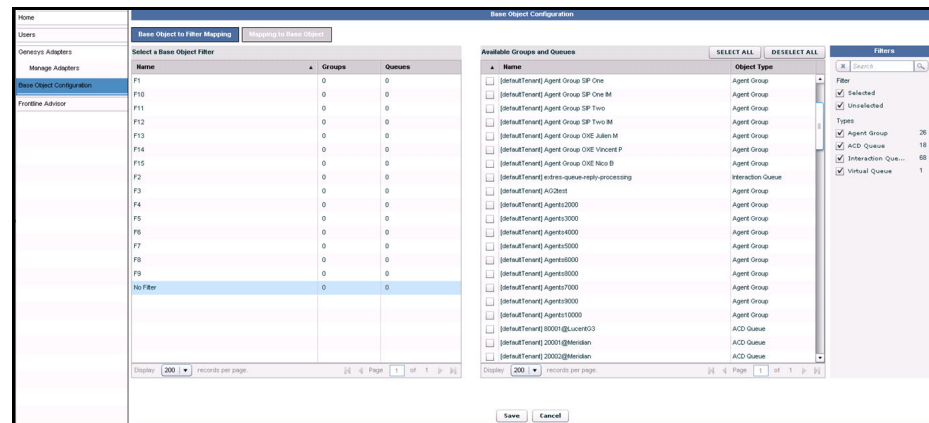 Base Object Configuration
Home
Users
Genesys Adapters
Manage Adapters
Base Object Configuration
Frontline Advisor
Base Object to Filter Mapping
Mapping to Base Object
Select a Base Object Filter
Name Groups Queues
F1 0 0
F10 0 0
F11 0 0
F12 0 0
F13 0 0
F14 0 0
F15 0 0
F2 0 0
F3 0 0
F4 0 0
F5 0 0
F6 0 0
F7 0 0
F8 0 0
F9 0 0
No Filter 0 0
Display 200 records per page. Page 1 of 1
Available Groups and Queues SELECT ALL DESELECT ALL
Name Object Type
[defaultTenant] Agent Group SIP One Agent Group
[defaultTenant] Agent Group SIP One IM Agent Group
[defaultTenant] Agent Group SIP Two Agent Group
[defaultTenant] Agent Group SIP Two IM Agent Group
[defaultTenant] Agent Group OXE Julien M Agent Group
[defaultTenant] Agent Group OXE Vincent P Agent Group
[defaultTenant] Agent Group OXE Nico B Agent Group
[defaultTenant] extres-queue-reply-processing Interaction Queue
[defaultTenant] AG2test Agent Group
[defaultTenant] Agents2000 Agent Group
[defaultTenant] Agents3000 Agent Group
[defaultTenant] Agents4000 Agent Group
[defaultTenant] Agents5000 Agent Group
[defaultTenant] Agents6000 Agent Group
[defaultTenant] Agents8000 Agent Group
[defaultTenant] Agents7000 Agent Group
[defaultTenant] Agents9000 Agent Group
[defaultTenant] Agents10000 Agent Group
[defaultTenant] 80001@LucentG3 ACD Queue
[defaultTenant] 20001@Meridian ACD Queue
[defaultTenant] 20002@Meridian ACD Queue
Display 200 records per page. Page 1 of 1
Filters
x Search
Filter
Selected
Unselected
Types
Agent Group 26
ACD Queue 18
Interaction Que... 68
Virtual Queue 1
Save Cancel